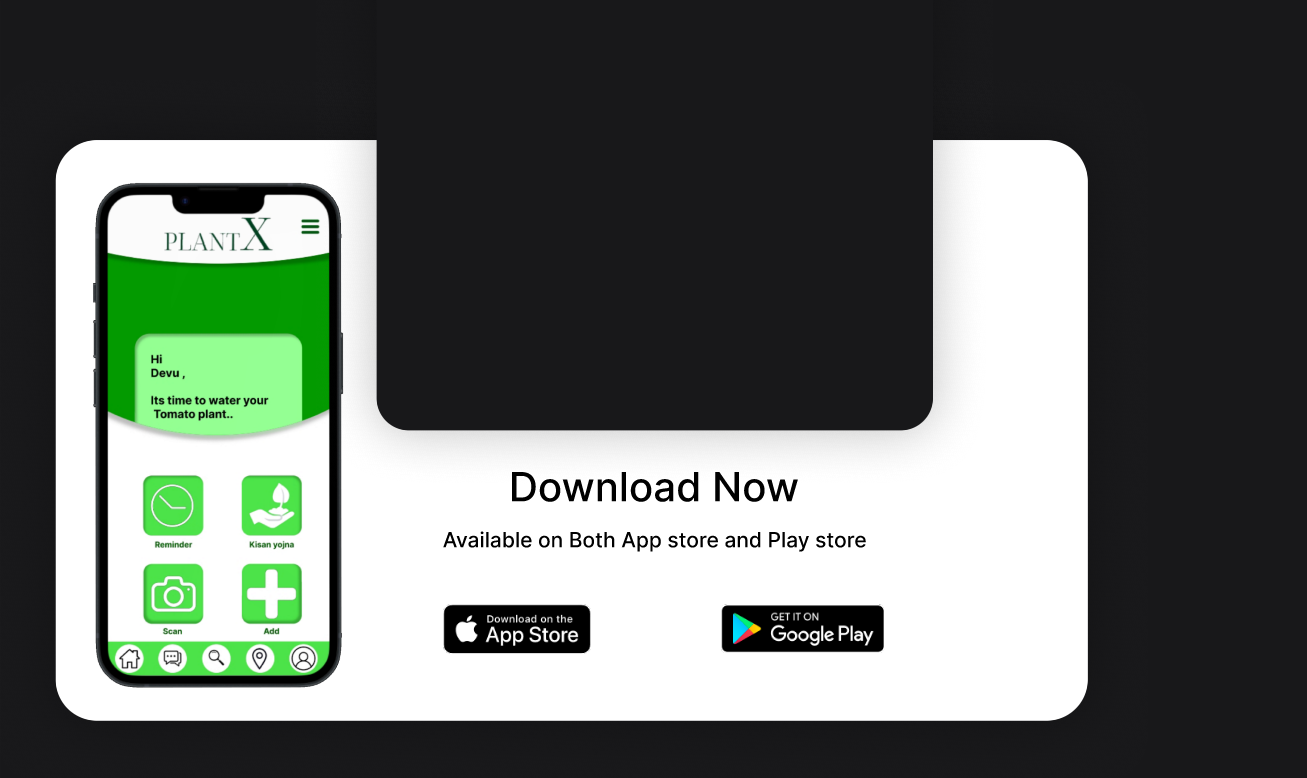 PLANTX
Hi
Devu ,
Its time to water your
Tomato plant..
Reminder
Kisan yojna
Scan
Add
Download Now
Available on Both App store and Play store
Download on the
App Store
GET IT ON
Google Play